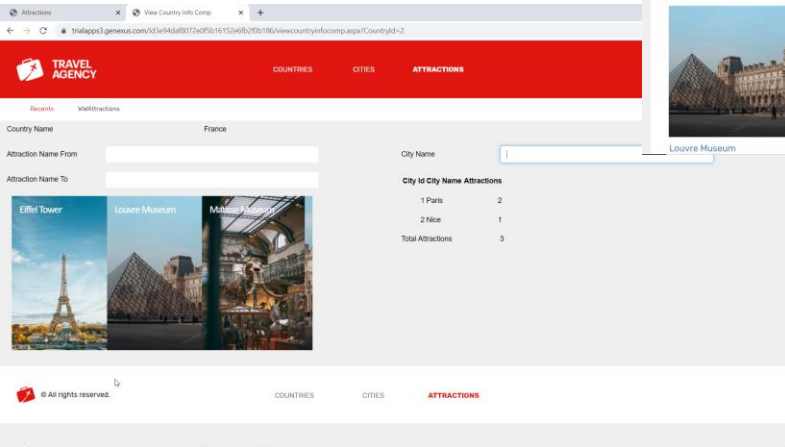 Attractions
View Country Info Comp
trialapps3.genexus.com/Id3e94daf8072e0f5b16152e6fb2f0b186/viewcountryinfocomp.aspx?CountryId=2
TRAVEL
AGENCY
COUNTRIES CITIES ATTRACTIONS
Recents WWAttractions
Country Name France
Attraction Name From
City Name
Louvre Museum
Attraction Name To
City Id City Name Attractions
Eiffel Tower Louvre Museum Matisse Museum
1 Paris 2
2 Nice 1
Total Attractions 3
© All rights reserved.
COUNTRIES CITIES ATTRACTIONS